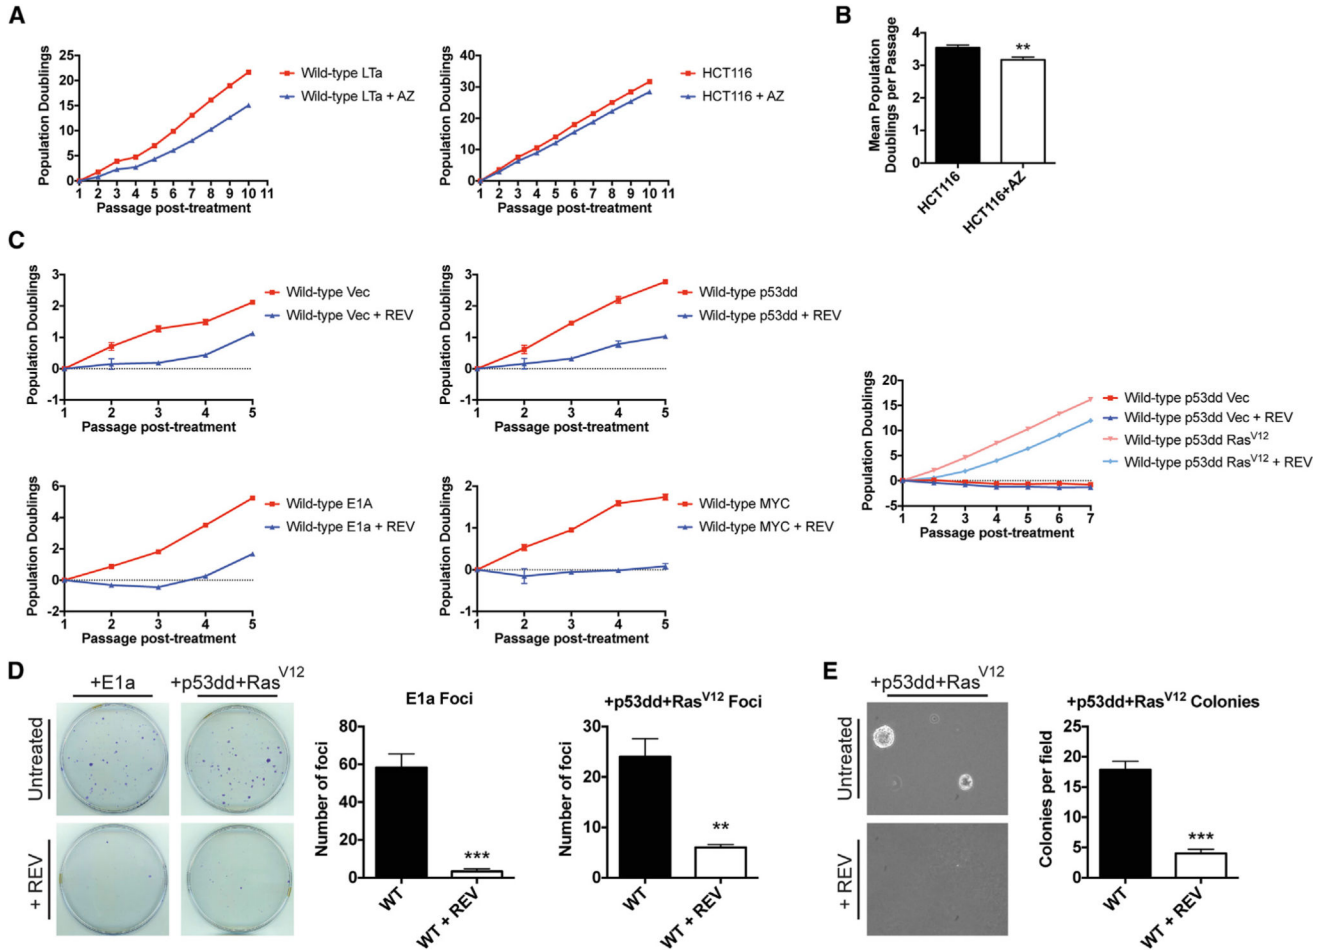 A
Population Doublings
25
20
15
10
5
0
1 2 3 4 5 6 7 8 9 10 11
Passage post-treatment
Wild-type LTa
Wild-type LTa + AZ
Population Doublings
40
30
20
10
0
1 2 3 4 5 6 7 8 9 10 11
Passage post-treatment
HCT116
HCT116 + AZ
B
Mean Population
Doublings per Passage
4
3
2
1
0
**
HCT116
HCT116+AZ
C
Population Doublings
3
2
1
0
-1
1 2 3 4 5
Passage post-treatment
Wild-type Vec
Wild-type Vec + REV
Population Doublings
3
2
1
0
-1
1 2 3 4 5
Passage post-treatment
Wild-type p53dd
Wild-type p53dd + REV
Population Doublings
20
15
10
5
0
-5
1 2 3 4 5 6 7
Passage post-treatment
Wild-type p53dd Vec
Wild-type p53dd Vec + REV
Wild-type p53dd RasV12
Wild-type p53dd RasV12 + REV
Population Doublings
6
4
2
0
-2
1 2 3 4 5
Passage post-treatment
Wild-type E1A
Wild-type E1a + REV
Population Doublings
2
1
0
-1
1 2 3 4 5
Passage post-treatment
Wild-type MYC
Wild-type MYC + REV
D
+E1a
+p53dd+RasV12
Untreated
+ REV
E1a Foci
Number of foci
80
60
40
20
0
***
WT
WT + REV
+p53dd+RasV12 Foci
Number of foci
30
20
10
0
**
WT
WT + REV
E
+p53dd+RasV12
Untreated
+ REV
+p53dd+RasV12 Colonies
Colonies per field
25
20
15
10
5
0
***
WT
WT + REV